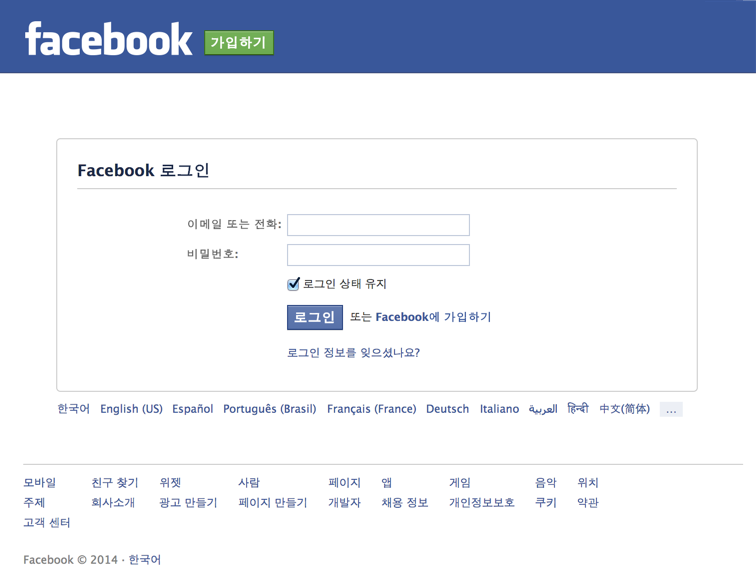 facebook 가입하기
Facebook 로그인
이메일 또는 전화:
비밀번호:
로그인 상태 유지
로그인 또는 Facebook에 가입하기
로그인 정보를 잊으셨나요?
한국어 English (US) Español Português (Brasil) Français (France) Deutsch Italiano العربية हिन्दी 中文(简体) ...
모바일 친구 찾기 위젯 사람 페이지 앱 게임 음악 위치
주제 회사소개 광고 만들기 페이지 만들기 개발자 채용 정보 개인정보보호 쿠키 약관
고객 센터
Facebook © 2014 · 한국어